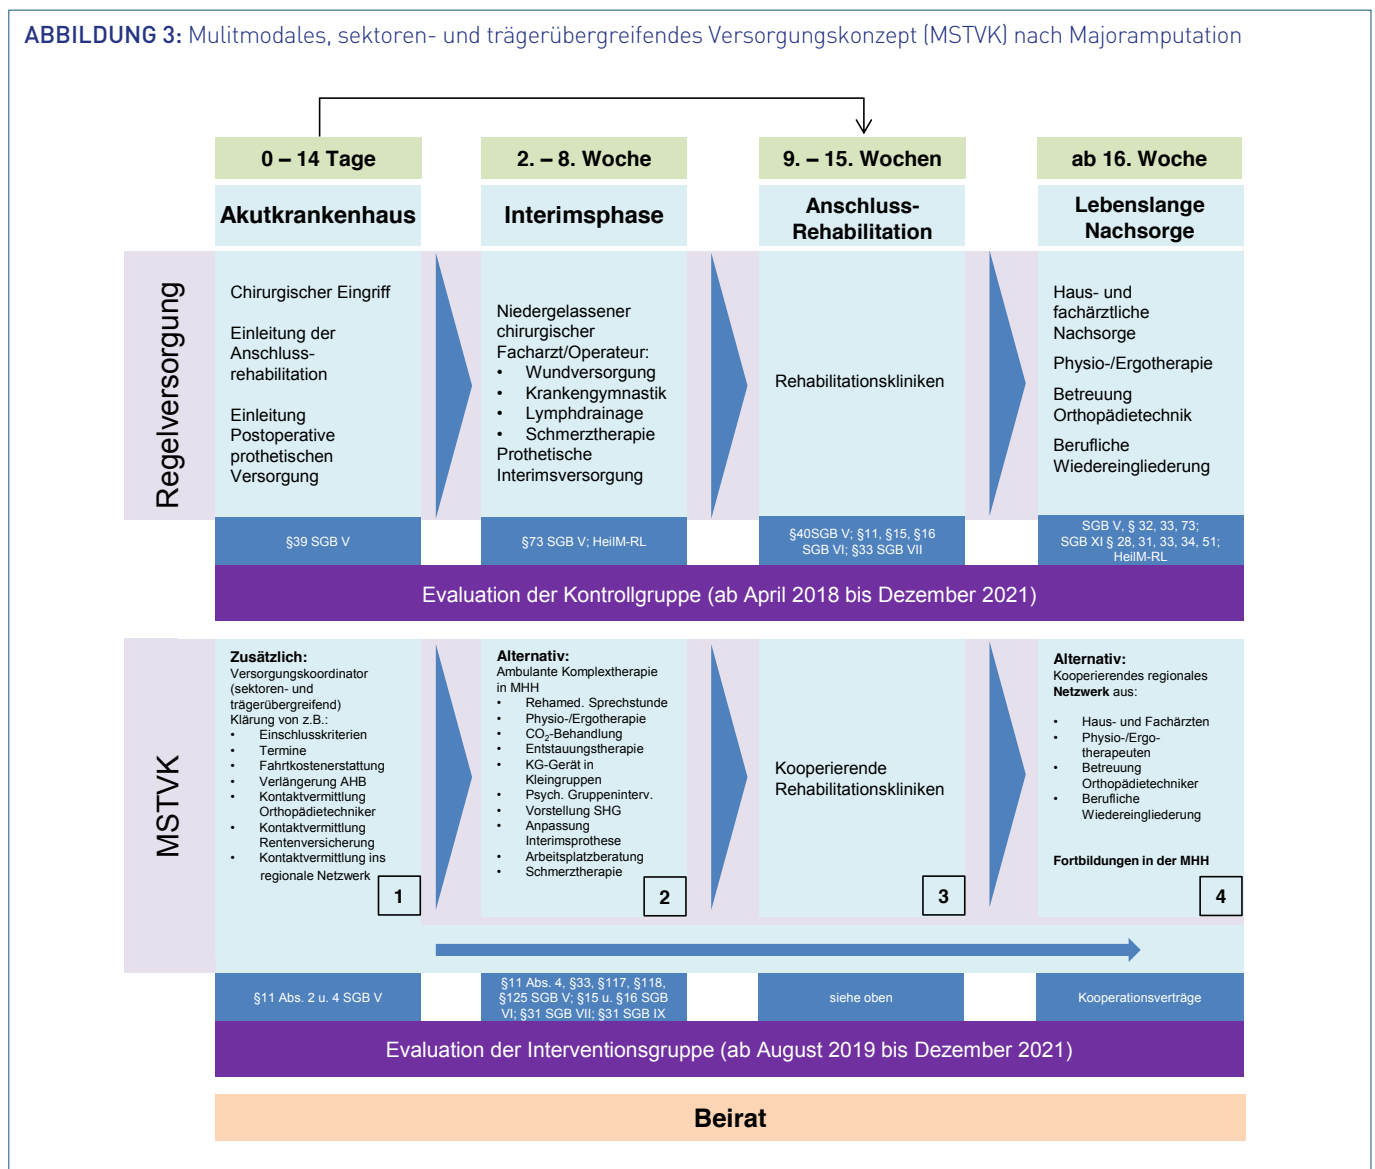 ABBILDUNG 3: Mulitmodales, sektoren- und trägerübergreifendes Versorgungskonzept (MSTVK) nach Majoramputation
0 – 14 Tage
2. – 8. Woche
9. – 15. Wochen
ab 16. Woche
Akutkrankenhaus
Interimsphase
Anschluss-
Rehabilitation
Lebenslange
Nachsorge
Regelversorgung
Chirurgischer Eingriff
Einleitung der
Anschluss-
rehabilitation
Einleitung
Postoperative
prothetischen
Versorgung
Niedergelassener
chirurgischer
Facharzt/Operateur:
• Wundversorgung
• Krankengymnastik
• Lymphdrainage
• Schmerztherapie
Prothetische
Interimsversorgung
Rehabilitationskliniken
Haus- und
fachärztliche
Nachsorge
Physio-/Ergotherapie
Betreuung
Orthopädietechnik
Berufliche
Wiedereingliederung
§39 SGB V
§73 SGB V; HeilM-RL
§40SGB V; §11, §15, §16
SGB VI; §33 SGB VII
SGB V, § 32, 33, 73;
SGB XI § 28, 31, 33, 34, 51;
HeilM-RL
Evaluation der Kontrollgruppe (ab April 2018 bis Dezember 2021)
MSTVK
Zusätzlich:
Versorgungskoordinator
(sektoren- und
trägerübergreifend)
Klärung von z.B.:
• Einschlusskriterien
• Termine
• Fahrtkostenerstattung
• Verlängerung AHB
• Kontaktvermittlung
Orthopädietechniker
• Kontaktvermittlung
Rentenversicherung
• Kontaktvermittlung ins
regionale Netzwerk
1
Alternativ:
Ambulante Komplextherapie
in MHH
• Rehamed. Sprechstunde
• Physio-/Ergotherapie
• CO₂-Behandlung
• Entstauungstherapie
• KG-Gerät in
Kleingruppen
• Psych. Gruppeninterv.
• Vorstellung SHG
• Anpassung
Interimsprothese
• Arbeitsplatzberatung
• Schmerztherapie
2
Kooperierende
Rehabilitationskliniken
3
Alternativ:
Kooperierendes regionales
Netzwerk aus:
• Haus- und Fachärzten
• Physio-/Ergo-
therapeuten
• Betreuung
Orthopädietechniker
• Berufliche
Wiedereingliederung
Fortbildungen in der MHH
4
§11 Abs. 2 u. 4 SGB V
§11 Abs. 4, §33, §117, §118,
§125 SGB V; §15 u. §16 SGB
VI; §31 SGB VII; §31 SGB IX
siehe oben
Kooperationsverträge
Evaluation der Interventionsgruppe (ab August 2019 bis Dezember 2021)
Beirat